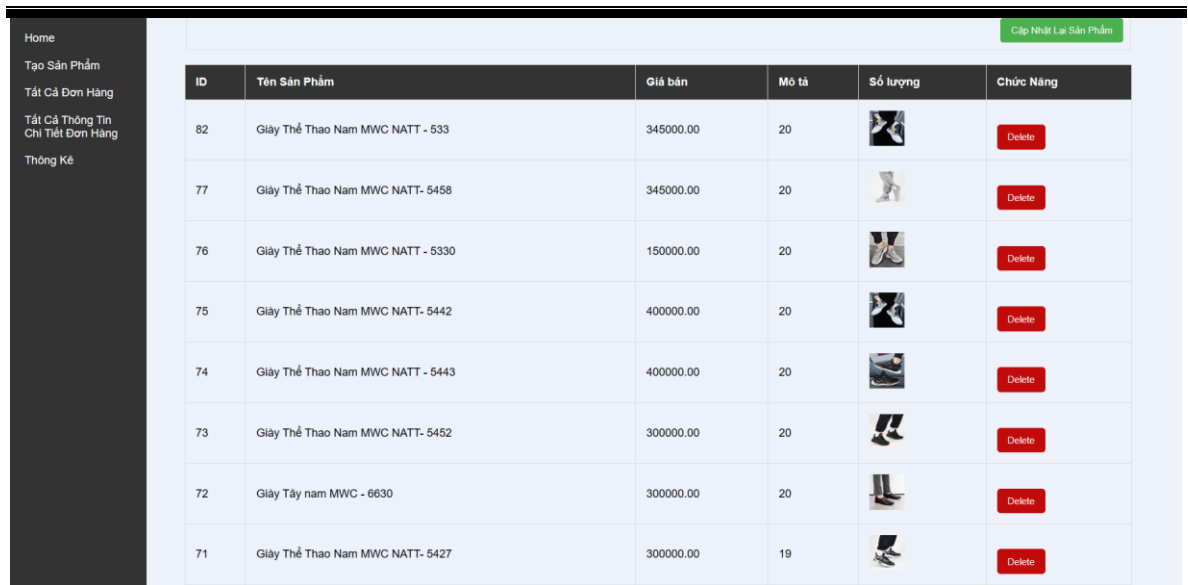 Home
Tạo Sản Phẩm
Tất Cả Đơn Hàng
Tất Cả Thông Tin
Chi Tiết Đơn Hàng
Thống Kê
Cập Nhật Lại Sản Phẩm
ID Tên Sản Phẩm Giá bán Mô tả Số lượng Chức Năng
82 Giày Thể Thao Nam MWC NATT - 533 345000.00 20 Delete
77 Giày Thể Thao Nam MWC NATT- 5458 345000.00 20 Delete
76 Giày Thể Thao Nam MWC NATT - 5330 150000.00 20 Delete
75 Giày Thể Thao Nam MWC NATT- 5442 400000.00 20 Delete
74 Giày Thể Thao Nam MWC NATT - 5443 400000.00 20 Delete
73 Giày Thể Thao Nam MWC NATT- 5452 300000.00 20 Delete
72 Giày Tây nam MWC - 6630 300000.00 20 Delete
71 Giày Thể Thao Nam MWC NATT- 5427 300000.00 19 Delete